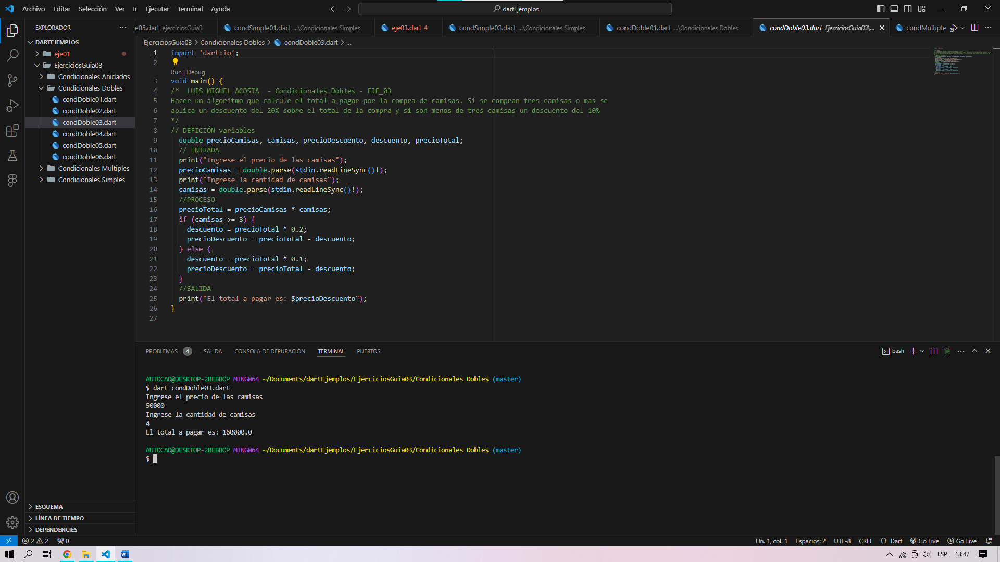 Archivo Editar Selección Ver Ir Ejecutar Terminal Ayuda
dartEjemplos
EXPLORADOR
e05.dart ejerciciosGuia3
condSimple01.dart ...\Condicionales Simples
eje03.dart 4
condSimple03.dart ...\Condicionales Simples
condDoble01.dart ...\Condicionales Dobles
condDoble03.dart EjerciciosGuia03\...
condMultiple
EjerciciosGuia03 > Condicionales Dobles > condDoble03.dart > ...
DARTEJEMPLOS
eje01
EjerciciosGuia03
Condicionales Anidados
Condicionales Dobles
condDoble01.dart
condDoble02.dart
condDoble03.dart
condDoble04.dart
condDoble05.dart
condDoble06.dart
Condicionales Multiples
Condicionales Simples
ESQUEMA
LÍNEA DE TIEMPO
DEPENDENCIES
1 import 'dart:io';
2
Run | Debug
3 void main() {
4 /*  LUIS MIGUEL ACOSTA  - Condicionales Dobles - EJE_03
5 Hacer un algoritmo que calcule el total a pagar por la compra de camisas. Si se compran tres camisas o mas se
6 aplica un descuento del 20% sobre el total de la compra y si son menos de tres camisas un descuento del 10%
7 */
8 // DEFICIÓN variables
9   double precioCamisas, camisas, precioDescuento, descuento, precioTotal;
10   // ENTRADA
11   print("Ingrese el precio de las camisas");
12   precioCamisas = double.parse(stdin.readLineSync()!);
13   print("Ingrese la cantidad de camisas");
14   camisas = double.parse(stdin.readLineSync()!);
15   //PROCESO
16   precioTotal = precioCamisas * camisas;
17   if (camisas >= 3) {
18     descuento = precioTotal * 0.2;
19     precioDescuento = precioTotal - descuento;
20   } else {
21     descuento = precioTotal * 0.1;
22     precioDescuento = precioTotal - descuento;
23   }
24   //SALIDA
25   print("El total a pagar es: $precioDescuento");
26 }
27
PROBLEMAS 4 SALIDA CONSOLA DE DEPURACIÓN TERMINAL PUERTOS
bash
AUTOCAD@DESKTOP-2BEBBOP MINGW64 ~/Documents/dartEjemplos/EjerciciosGuia03/Condicionales Dobles (master)
$ dart condDoble03.dart
Ingrese el precio de las camisas
50000
Ingrese la cantidad de camisas
4
El total a pagar es: 160000.0
AUTOCAD@DESKTOP-2BEBBOP MINGW64 ~/Documents/dartEjemplos/EjerciciosGuia03/Condicionales Dobles (master)
$
2 2 0
Lín. 1, col. 1 Espacios: 2 UTF-8 CRLF {} Dart Go Live Go Live
ESP 13:47